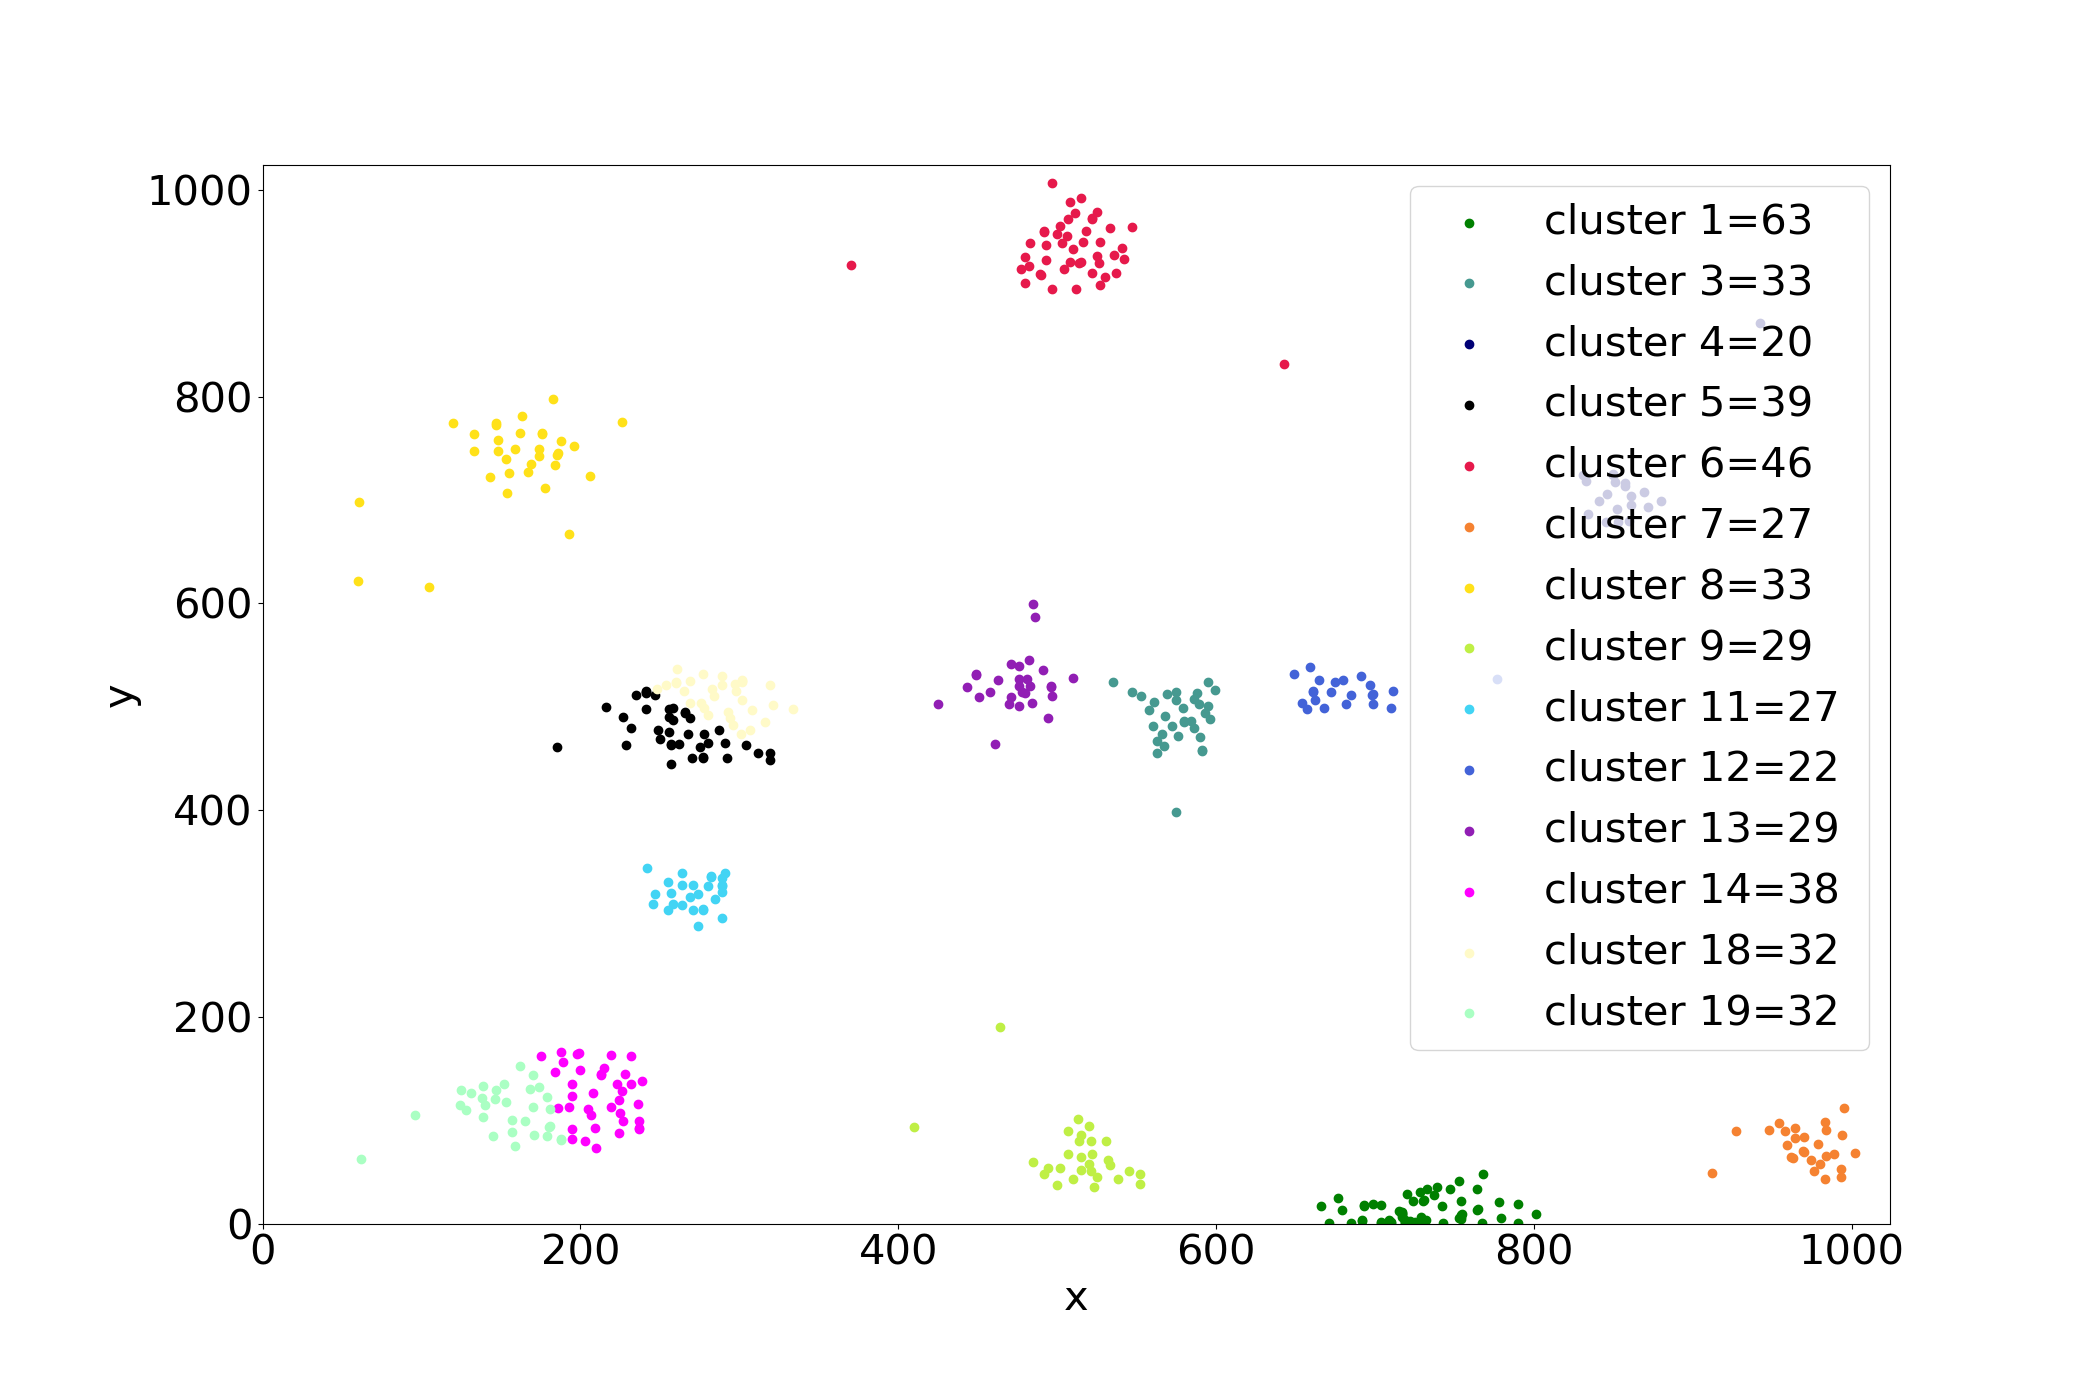 1000
800
600
400
200
0
y
0 200 400 600 800 1000
x
cluster 1=63
cluster 3=33
cluster 4=20
cluster 5=39
cluster 6=46
cluster 7=27
cluster 8=33
cluster 9=29
cluster 11=27
cluster 12=22
cluster 13=29
cluster 14=38
cluster 18=32
cluster 19=32